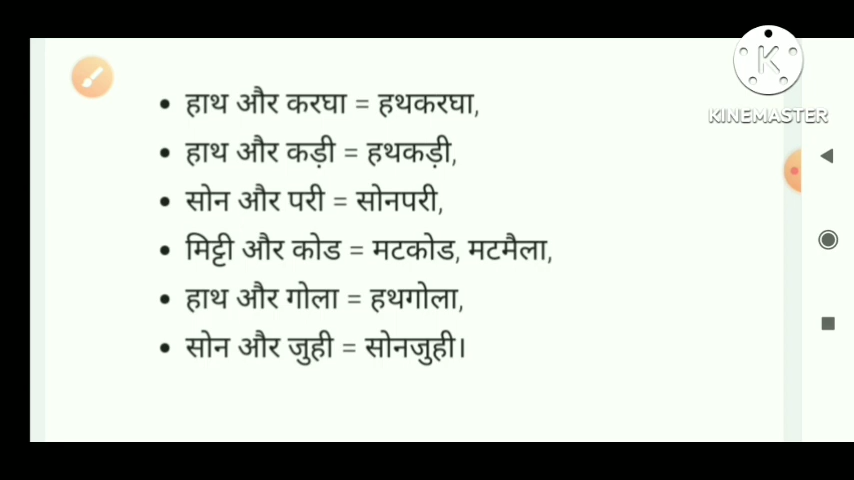 • हाथ और करघा = हथकरघा,
KINEMASTER
• हाथ और कड़ी = हथकड़ी,
• सोन और परी = सोनपरी,
• मिट्टी और कोड = मटकोड, मटमैला,
• हाथ और गोला = हथगोला,
• सोन और जुही = सोनजुही।